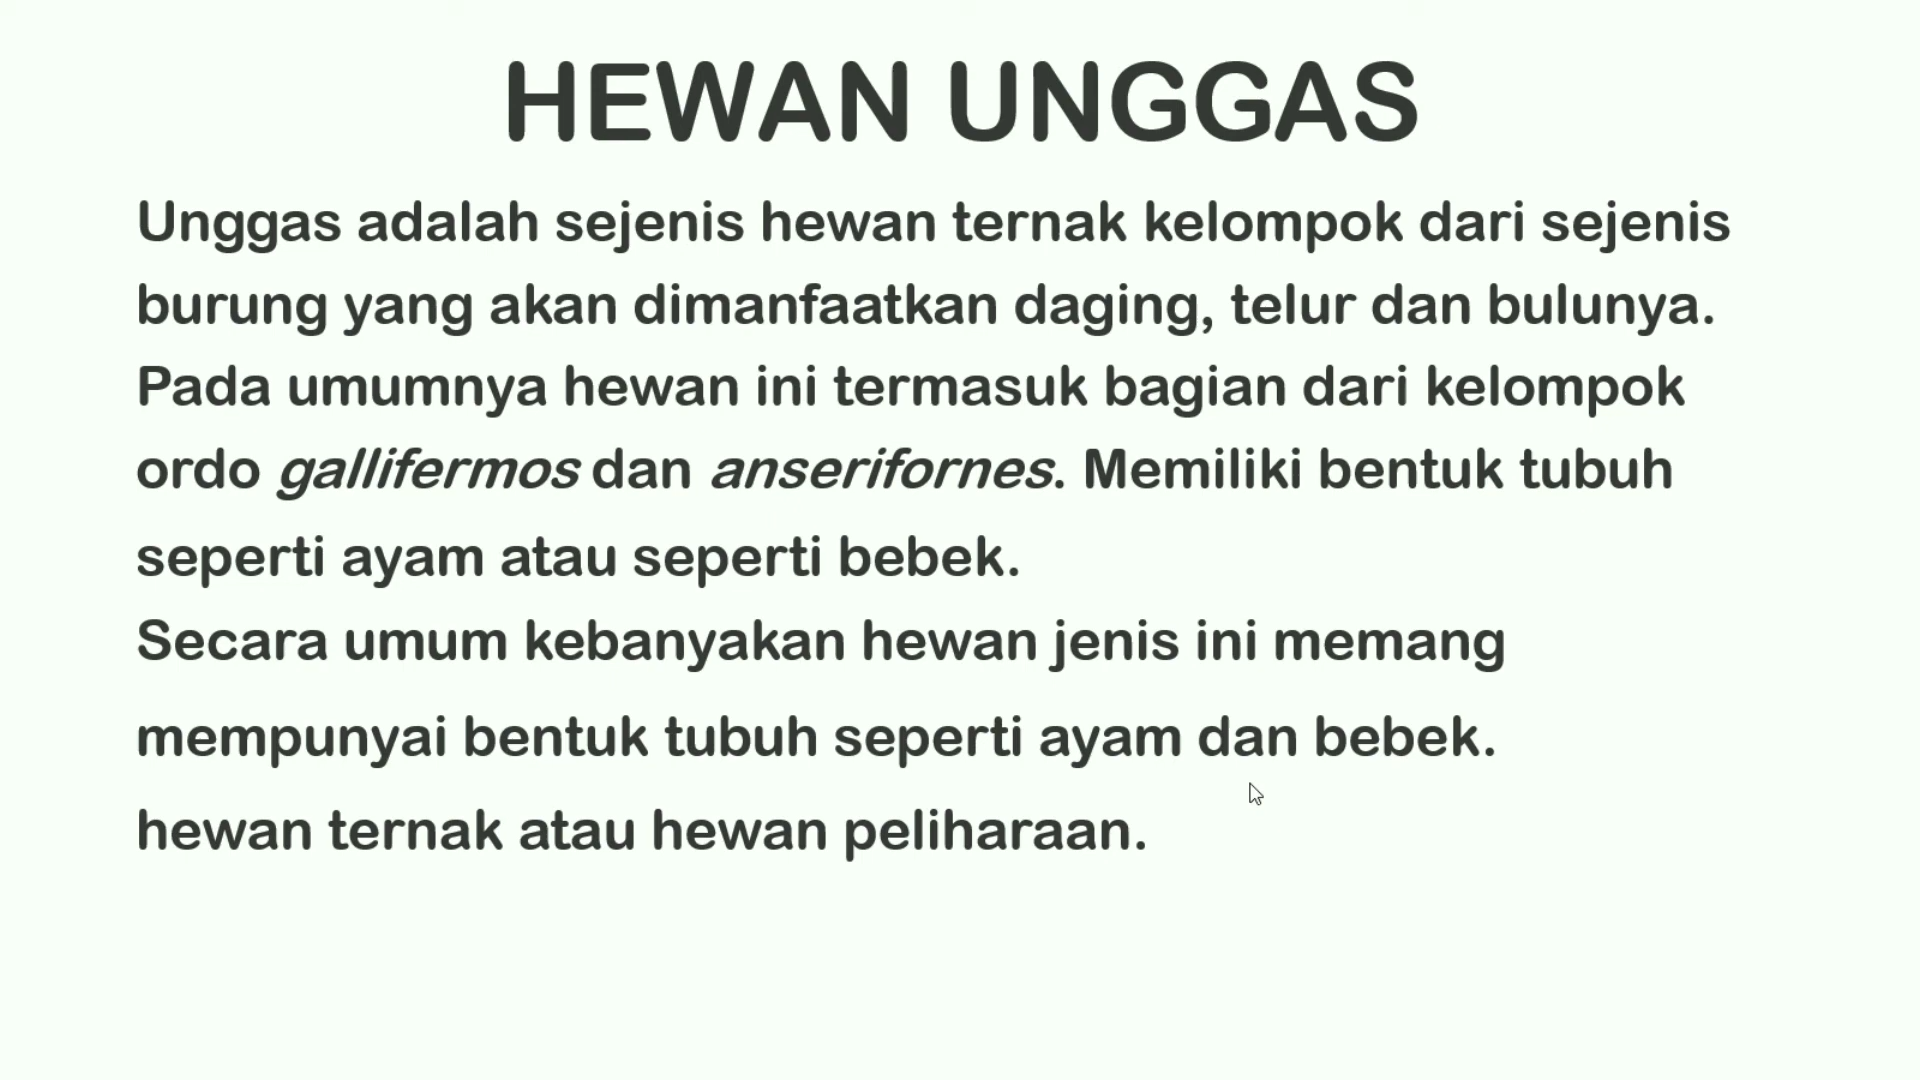 HEWAN UNGGAS
Unggas adalah sejenis hewan ternak kelompok dari sejenis
burung yang akan dimanfaatkan daging, telur dan bulunya.
Pada umumnya hewan ini termasuk bagian dari kelompok
ordo gallifermos dan anserifornes. Memiliki bentuk tubuh
seperti ayam atau seperti bebek.
Secara umum kebanyakan hewan jenis ini memang
mempunyai bentuk tubuh seperti ayam dan bebek.
hewan ternak atau hewan peliharaan.